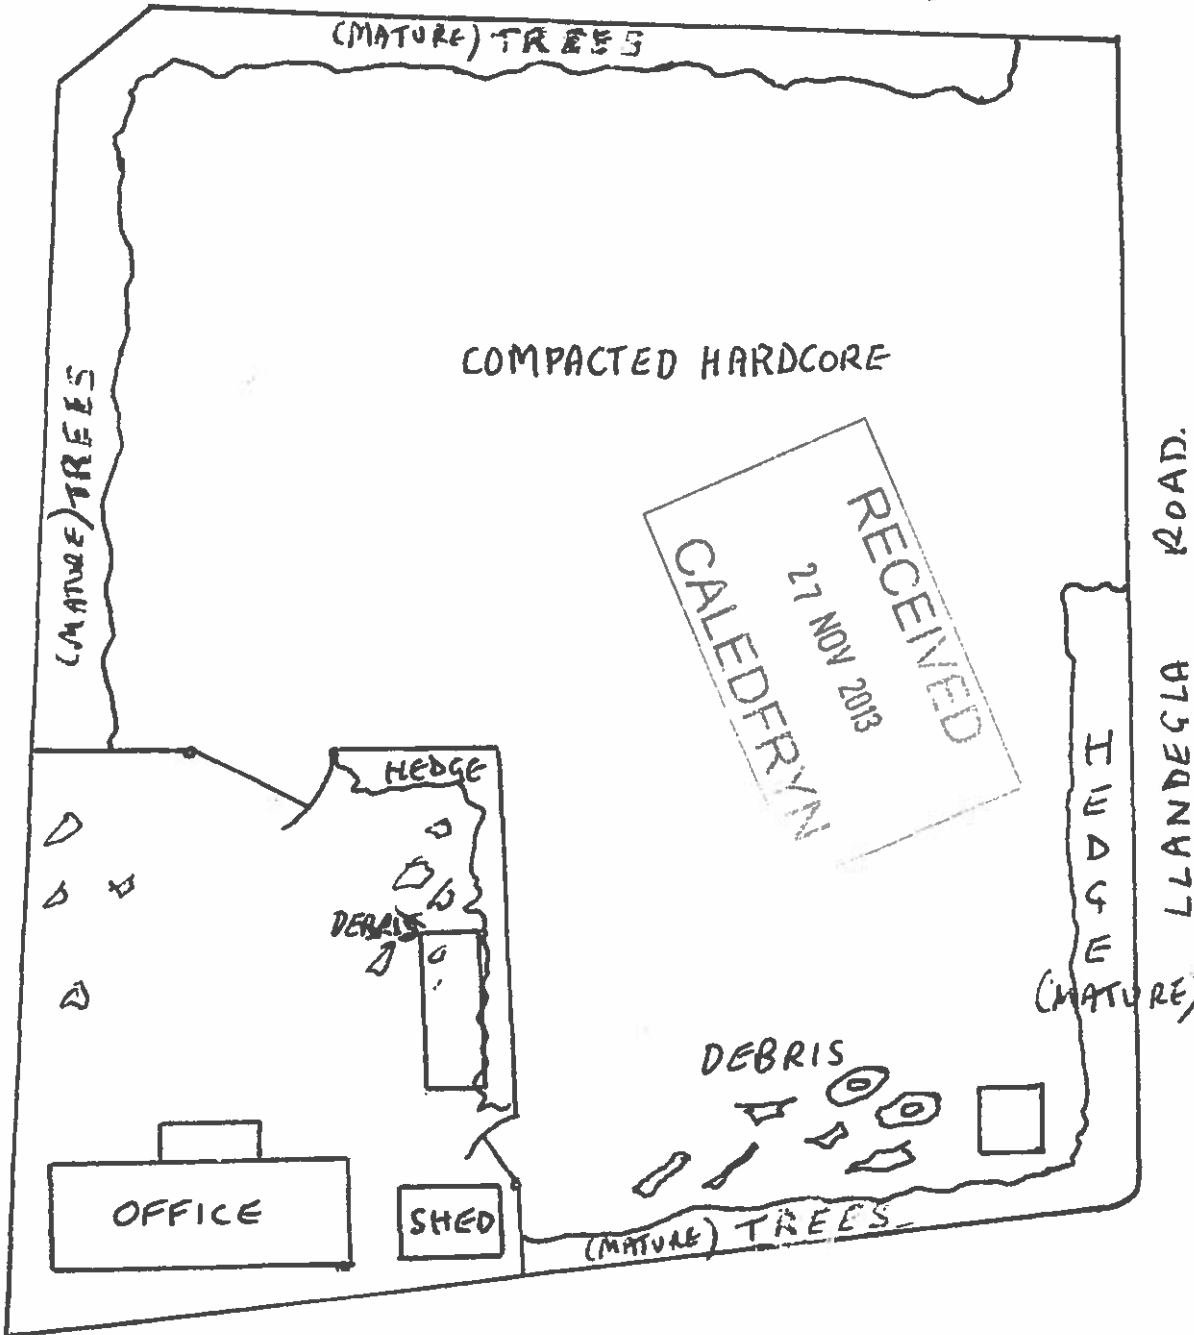 (MATURE) TREES
(MATURE) TREES
COMPACTED HARDCORE
RECEIVED
27 NOV 2013
CALEDFRYN
LLANDEGLA ROAD.
HEDGE
HEDGE
(MATURE)
DEBRIS
DEBRIS
OFFICE
SHED
(MATURE) TREES